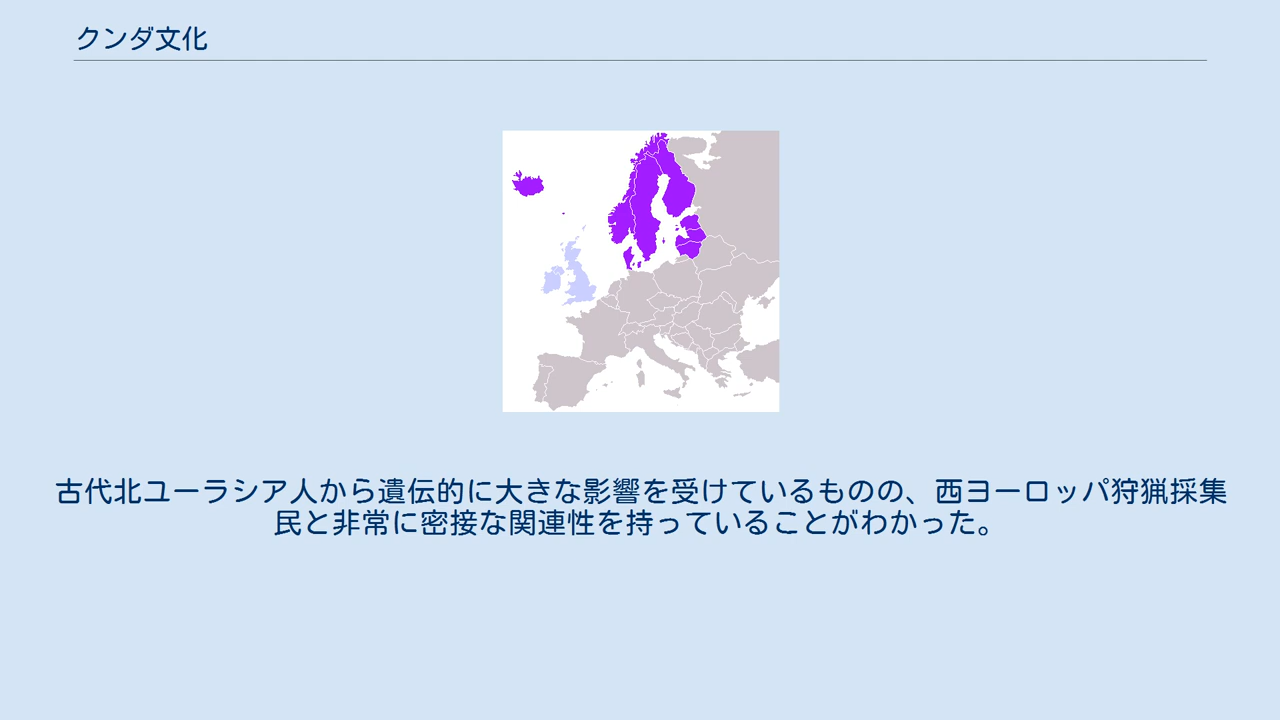 クンダ文化
古代北ユーラシア人から遺伝的に大きな影響を受けているものの、西ヨーロッパ狩猟採集
民と非常に密接な関連性を持っていることがわかった。